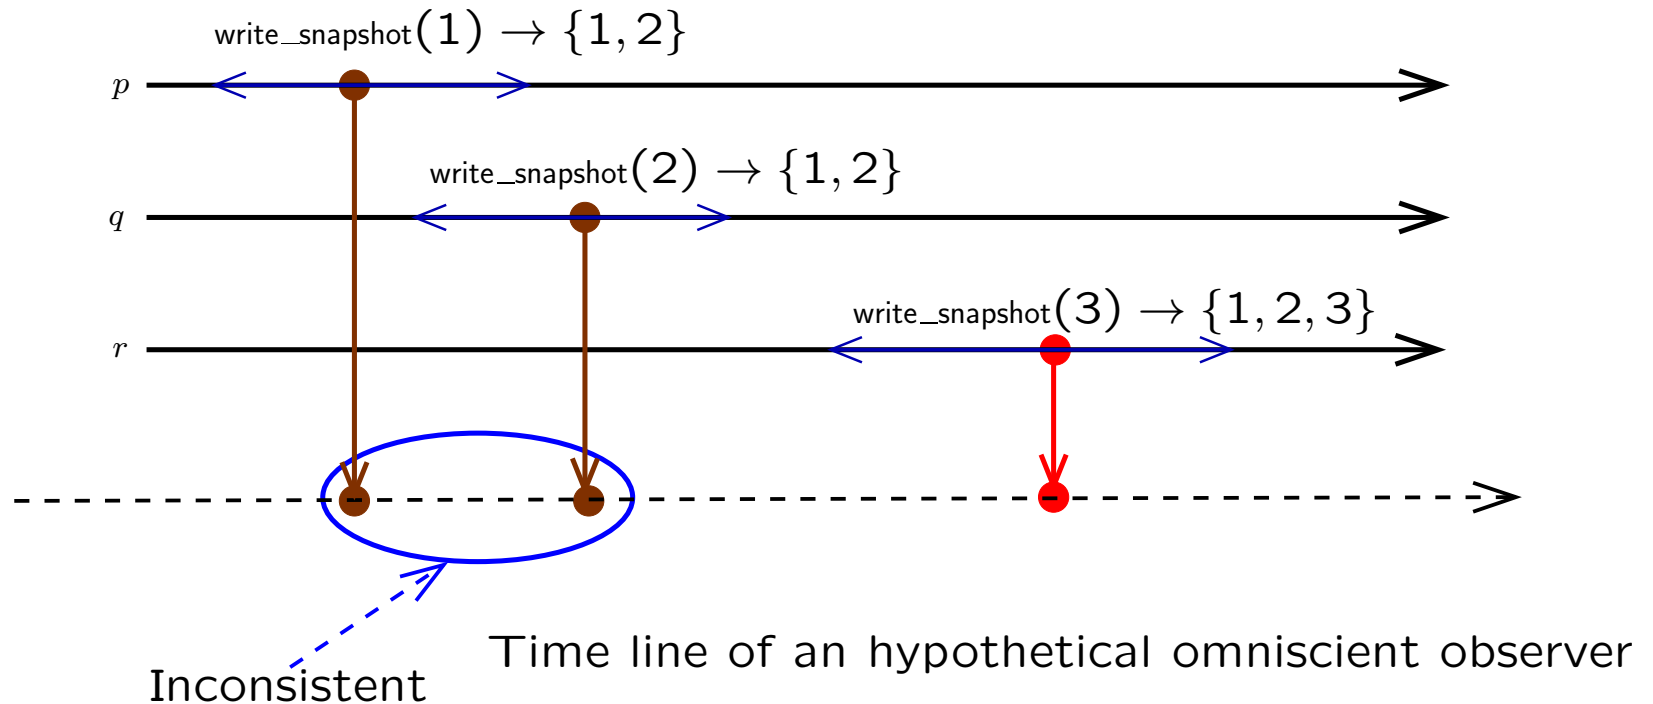 write_snapshot(1) → {1, 2}
p
write_snapshot(2) → {1, 2}
q
write_snapshot(3) → {1, 2, 3}
r
Time line of an hypothetical omniscient observer
Inconsistent